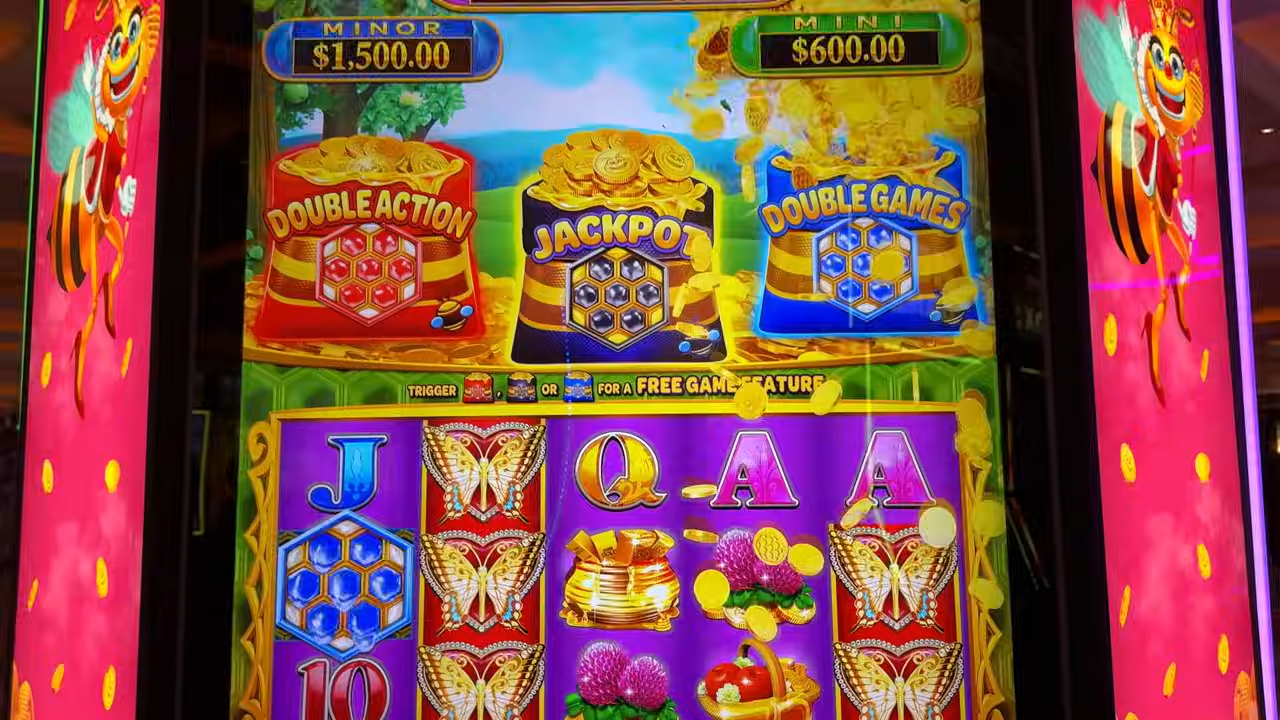 MINOR
$1,500.00
MINI
$600.00
DOUBLE ACTION
JACKPOT
DOUBLE GAMES
TRIGGER , OR FOR A FREE GAME FEATURE
J Q A A
10